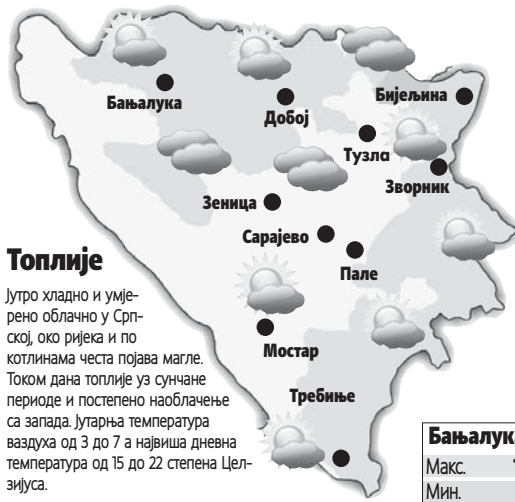 Бањалука
Добој
Бијељина
Тузла
Зворник
Зеница
Сарајево
Пале
Мостар
Требиње
Топлије
Јутро хладно и умје-
рено облачно у Срп-
ској, око ријека и по
котлинама честа појава магле.
Током дана топлије уз сунчане
периоде и постепено наоблачење
са запада. Јутарња температура
ваздуха од 3 до 7 а највиша дневна
температура од 15 до 22 степена Цел-
зијуса.
Бањалука
Макс.
Мин.